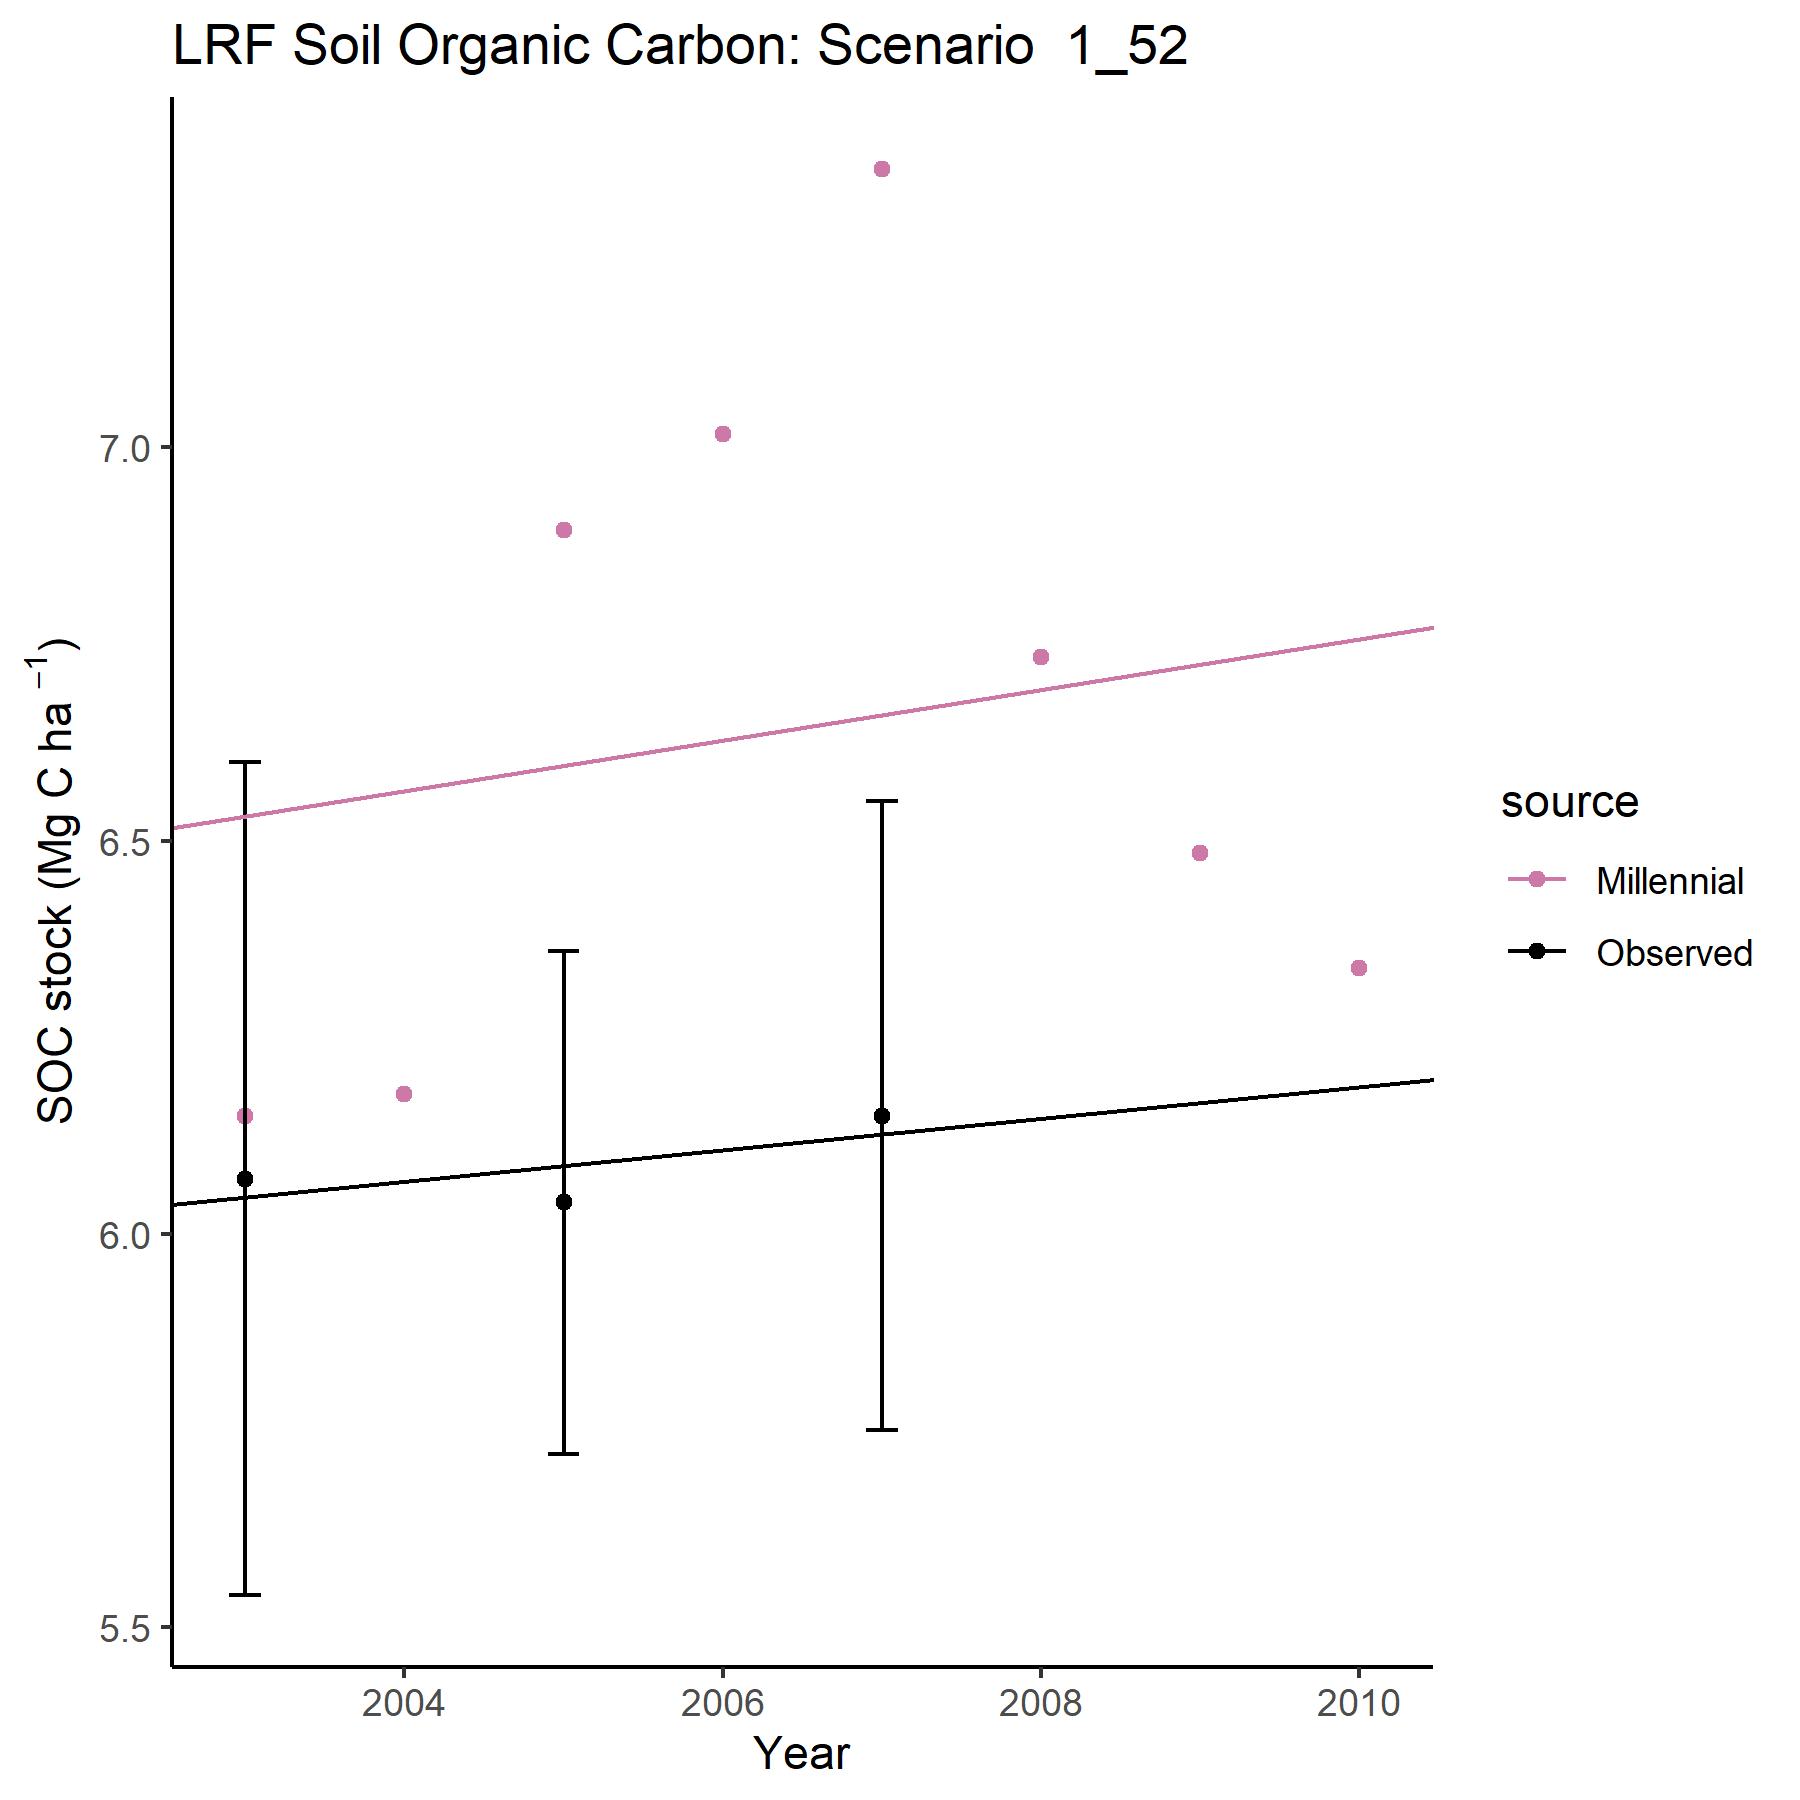 LRF Soil Organic Carbon: Scenario  1_52
SOC stock (Mg C ha −1)
7.0
6.5
6.0
5.5
2004 2006 2008 2010
Year
source
Millennial
Observed